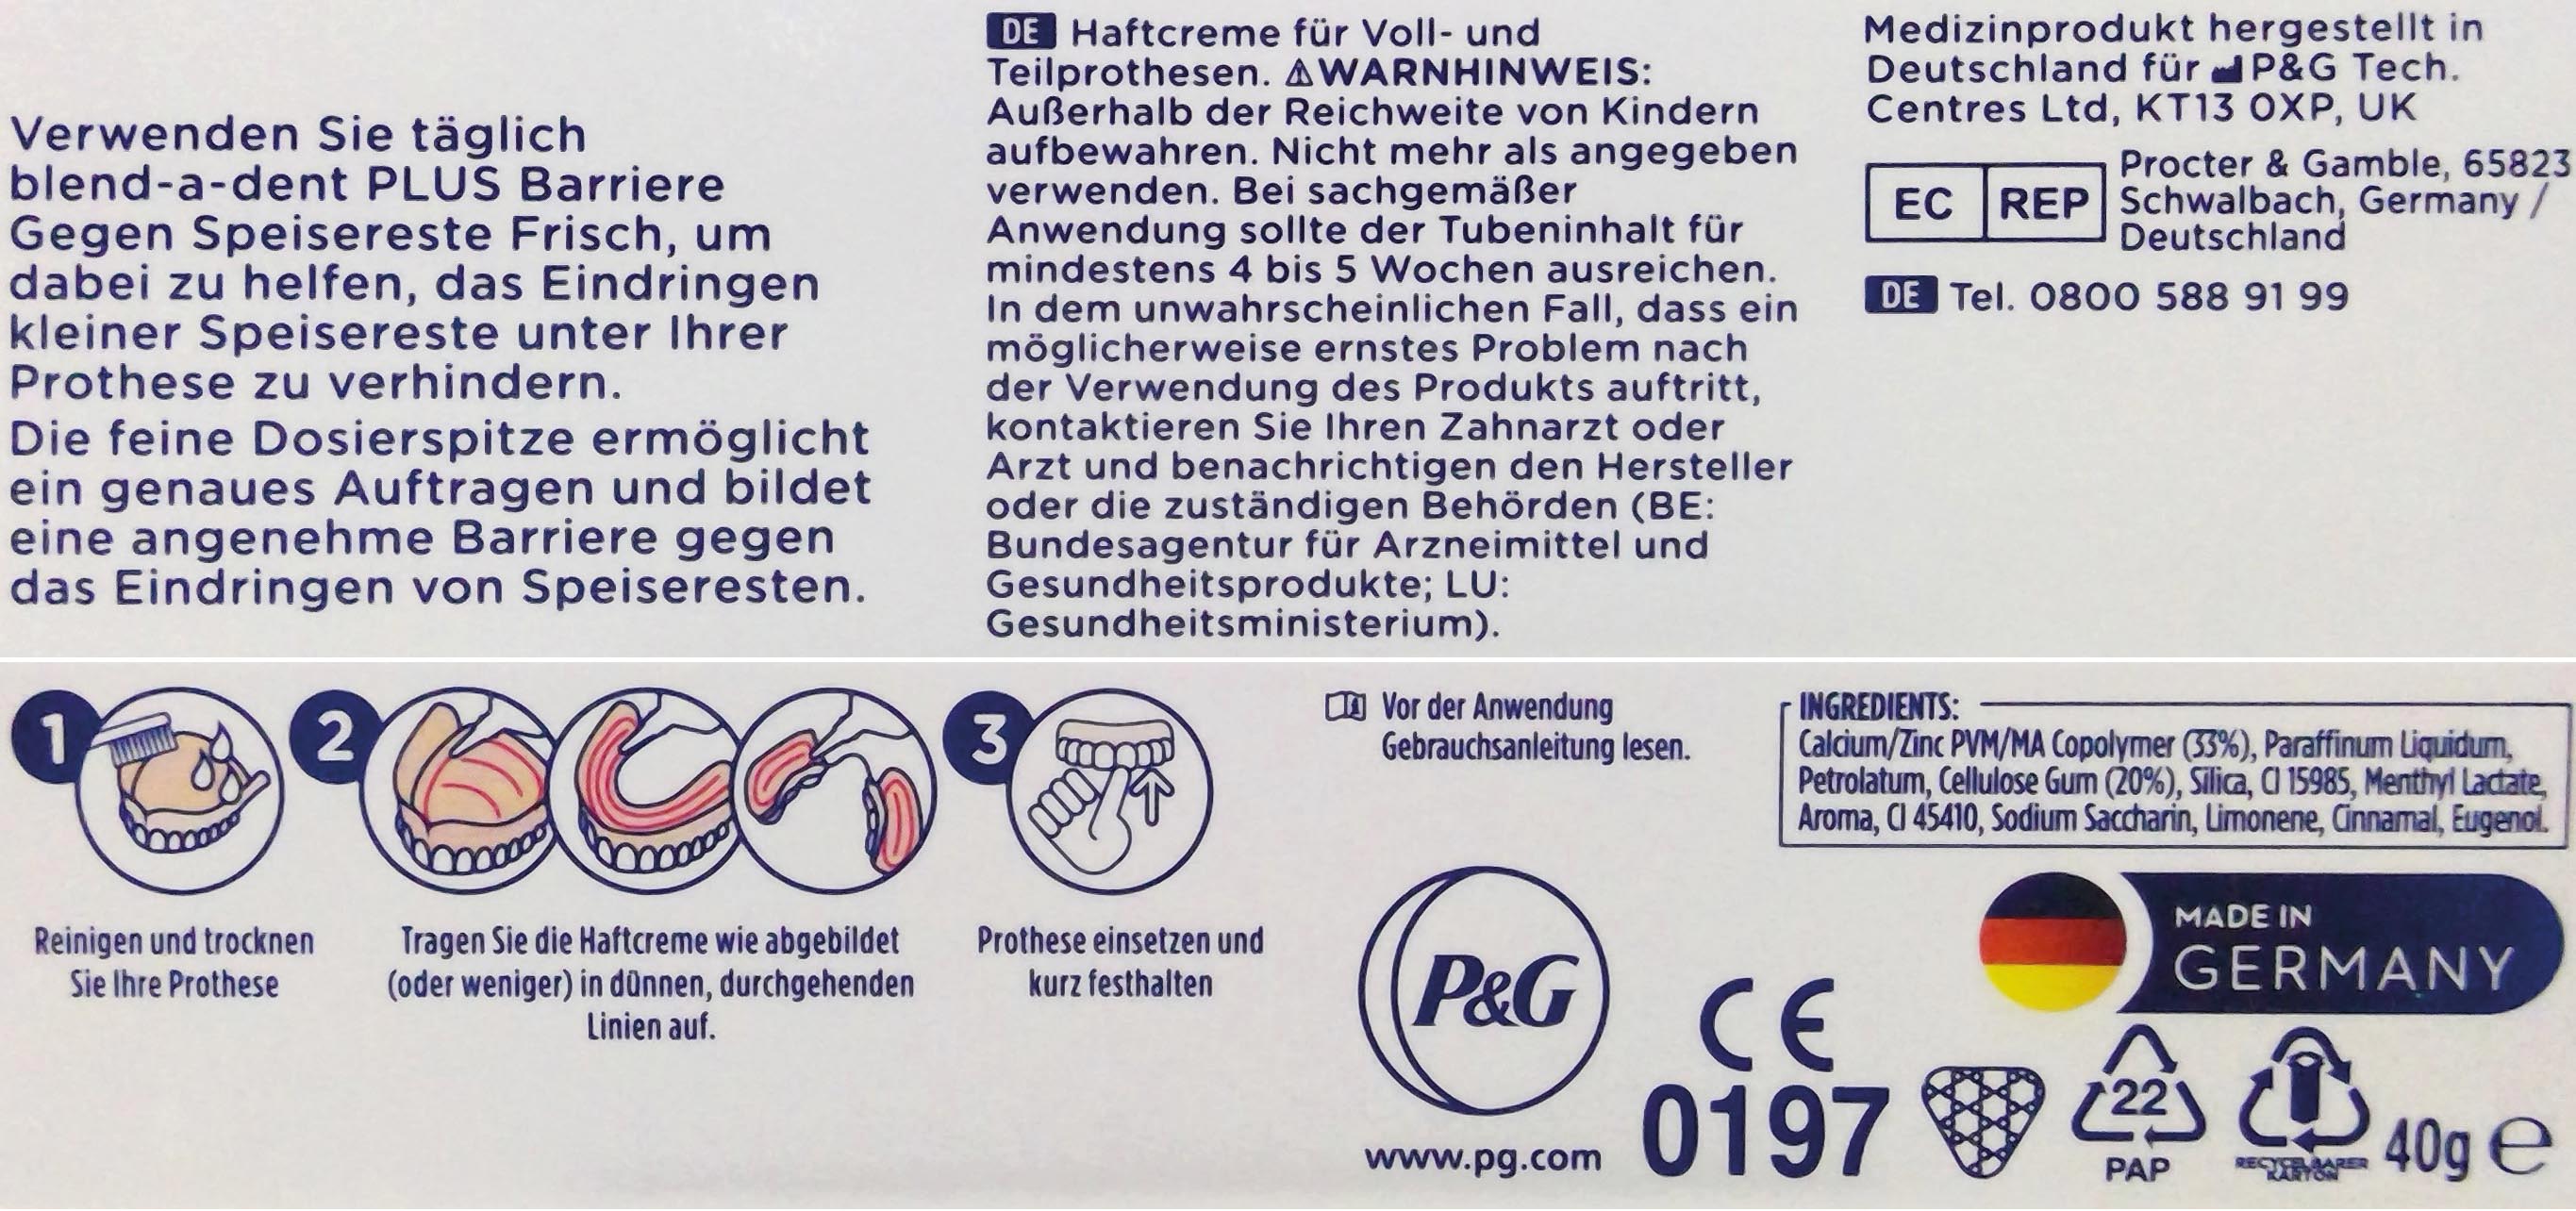 Verwenden Sie täglich
blend-a-dent PLUS Barriere
Gegen Speisereste Frisch, um
dabei zu helfen, das Eindringen
kleiner Speisereste unter Ihrer
Prothese zu verhindern.
Die feine Dosierspitze ermöglicht
ein genaues Auftragen und bildet
eine angenehme Barriere gegen
das Eindringen von Speiseresten.
DE Haftcreme für Voll- und
Teilprothesen. ⚠WARNHINWEIS:
Außerhalb der Reichweite von Kindern
aufbewahren. Nicht mehr als angegeben
verwenden. Bei sachgemäßer
Anwendung sollte der Tubeninhalt für
mindestens 4 bis 5 Wochen ausreichen.
In dem unwahrscheinlichen Fall, dass ein
möglicherweise ernstes Problem nach
der Verwendung des Produkts auftritt,
kontaktieren Sie Ihren Zahnarzt oder
Arzt und benachrichtigen den Hersteller
oder die zuständigen Behörden (BE:
Bundesagentur für Arzneimittel und
Gesundheitsprodukte; LU:
Gesundheitsministerium).
Medizinprodukt hergestellt in
Deutschland für P&G Tech.
Centres Ltd, KT13 0XP, UK
EC REP
Procter & Gamble, 65823
Schwalbach, Germany /
Deutschland
DE Tel. 0800 588 91 99
1
2
3
Reinigen und trocknen
Sie Ihre Prothese
Tragen Sie die Haftcreme wie abgebildet
(oder weniger) in dünnen, durchgehenden
Linien auf.
Prothese einsetzen und
kurz festhalten
Vor der Anwendung
Gebrauchsanleitung lesen.
INGREDIENTS:
Calcium/Zinc PVM/MA Copolymer (33%), Paraffinum Liquidum,
Petrolatum, Cellulose Gum (20%), Silica, CI 15985, Menthyl Lactate,
Aroma, CI 45410, Sodium Saccharin, Limonene, Cinnamal, Eugenol.
P&G
www.pg.com
CE
0197
MADE IN
GERMANY
22
PAP
RECYCELBARER
KARTON
40g e